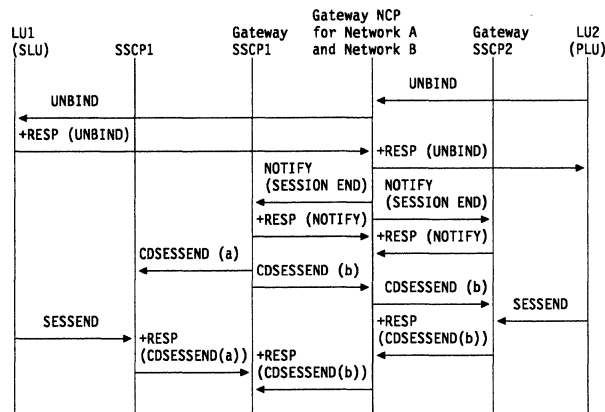 Gateway NCP
LU1 Gateway for Network A Gateway LU2
(SLU) SSCP1 SSCP1 and Network B SSCP2 (PLU)
UNBIND
UNBIND
+RESP (UNBIND)
+RESP (UNBIND)
NOTIFY NOTIFY
(SESSION END) (SESSION END)
+RESP (NOTIFY) +RESP (NOTIFY)
CDSESSEND (a)
CDSESSEND (b)
CDSESSEND (b)
SESSEND
SESSEND +RESP
+RESP (CDSESSEND(b))
(CDSESSEND(a)) +RESP
(CDSESSEND(b))